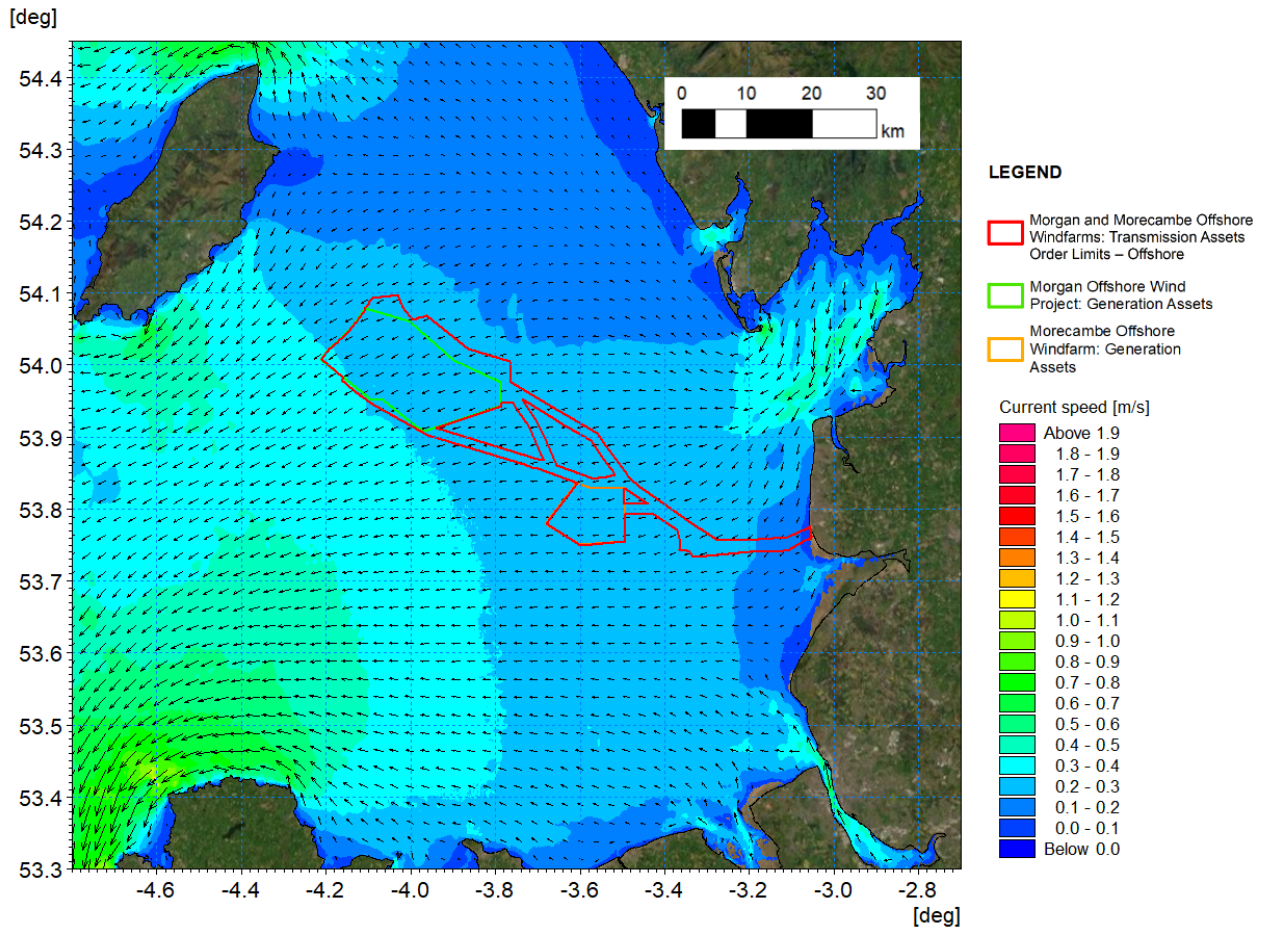 [deg]
54.4
54.3
54.2
54.1
54.0
53.9
53.8
53.7
53.6
53.5
53.4
53.3
-4.6
-4.4
-4.2
-4.0
-3.8
-3.6
-3.4
-3.2
-3.0
-2.8
[deg]
0 10 20 30
km
LEGEND
Morgan and Morecambe Offshore
Windfarms: Transmission Assets
Order Limits – Offshore
Morgan Offshore Wind
Project: Generation Assets
Morecambe Offshore
Windfarm: Generation
Assets
Current speed [m/s]
Above 1.9
1.8 - 1.9
1.7 - 1.8
1.6 - 1.7
1.5 - 1.6
1.4 - 1.5
1.3 - 1.4
1.2 - 1.3
1.1 - 1.2
1.0 - 1.1
0.9 - 1.0
0.8 - 0.9
0.7 - 0.8
0.6 - 0.7
0.5 - 0.6
0.4 - 0.5
0.3 - 0.4
0.2 - 0.3
0.1 - 0.2
0.0 - 0.1
Below 0.0